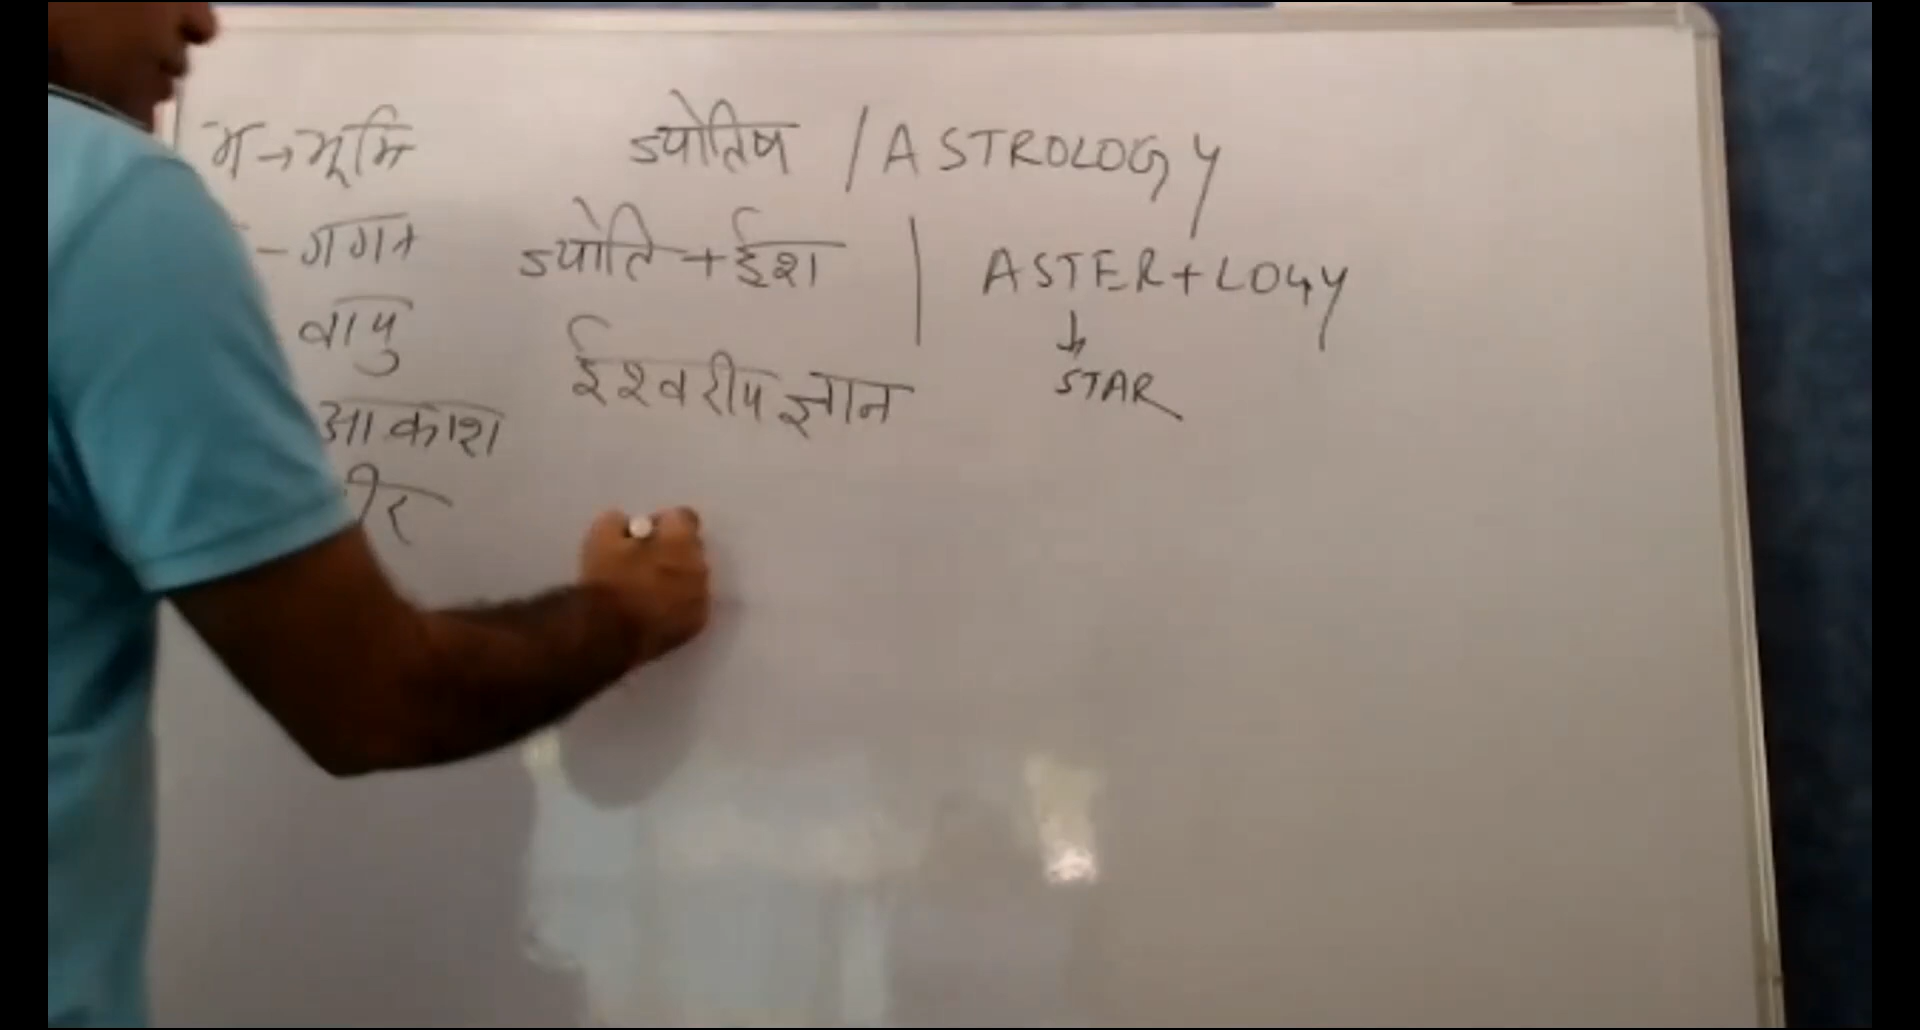 भ → भूमि
ज्योतिष / ASTROLOGY
- गगन
ज्योति + ईश | ASTER + LOGY
वायु
↓
STAR
ईश्वरीय ज्ञान
आकाश